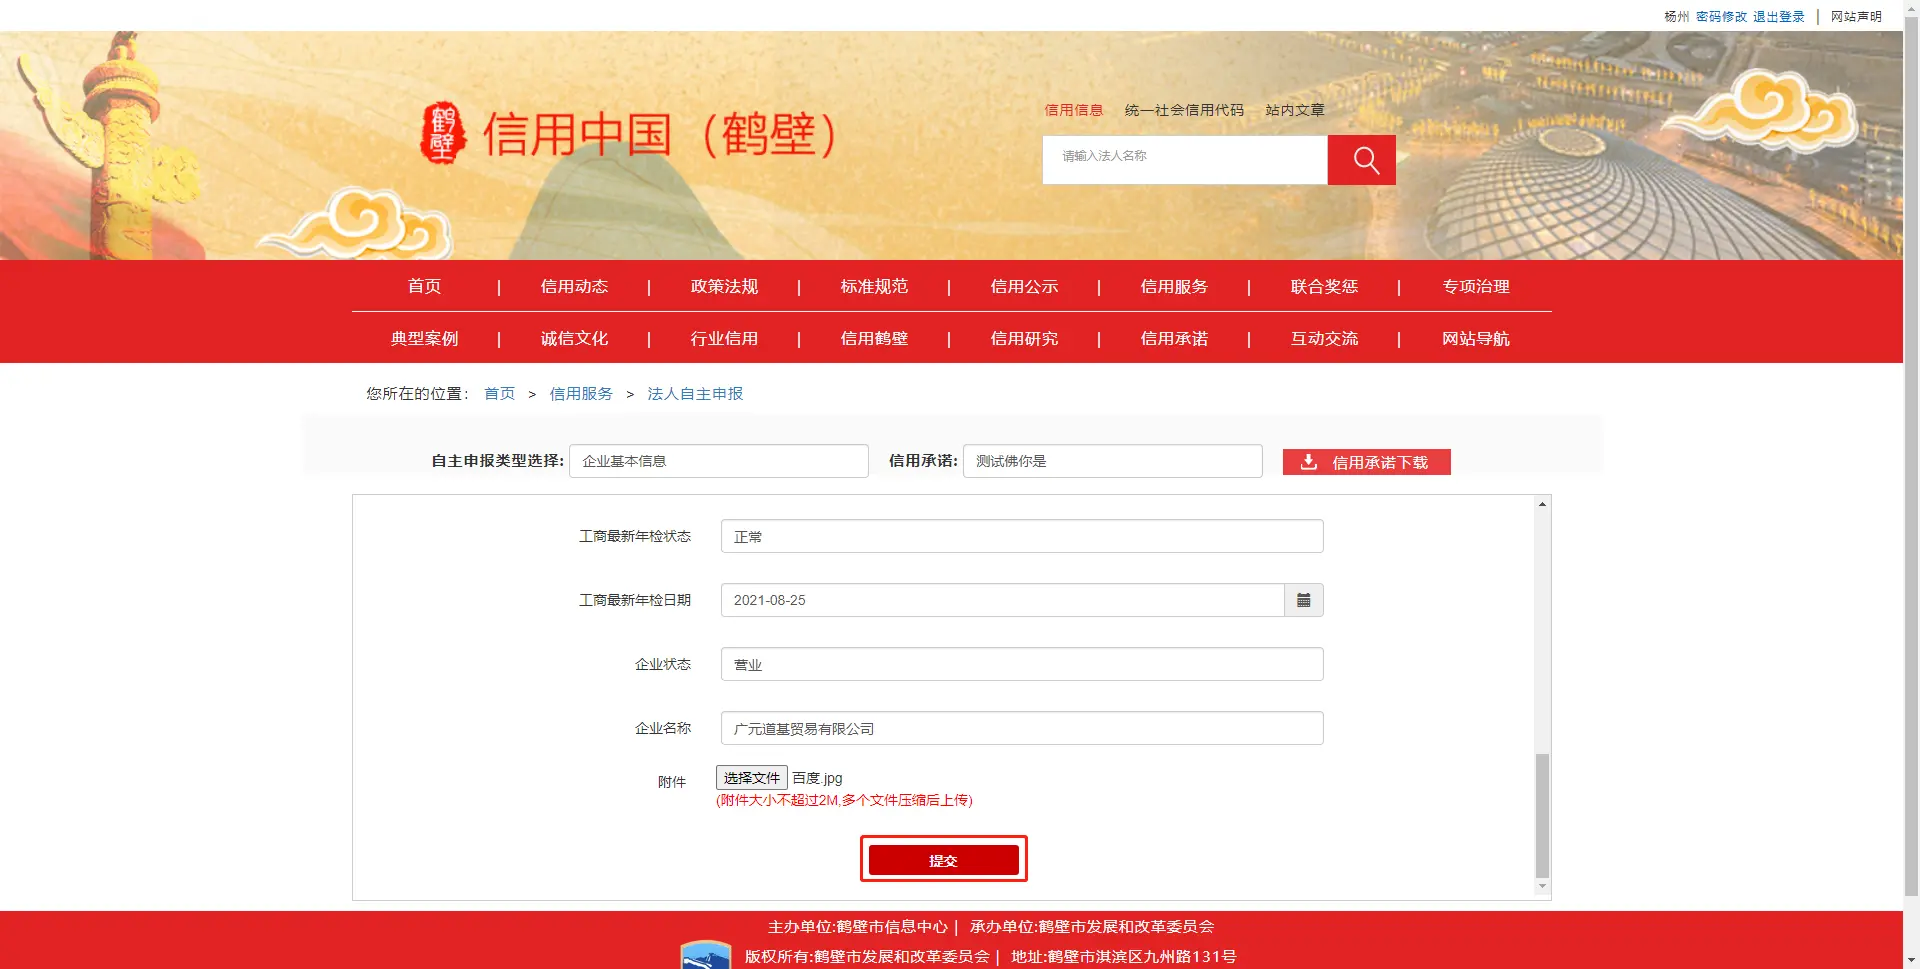 杨州 密码修改 退出登录 | 网站声明
鹤壁 信用中国（鹤壁）
信用信息 统一社会信用代码 站内文章
请输入法人名称
首页 | 信用动态 | 政策法规 | 标准规范 | 信用公示 | 信用服务 | 联合奖惩 | 专项治理
典型案例 | 诚信文化 | 行业信用 | 信用鹤壁 | 信用研究 | 信用承诺 | 互动交流 | 网站导航
您所在的位置： 首页 > 信用服务 > 法人自主申报
自主申报类型选择: 企业基本信息 信用承诺: 测试佛你是 信用承诺下载
工商最新年检状态 正常
工商最新年检日期 2021-08-25
企业状态 营业
企业名称 广元道基贸易有限公司
附件 选择文件 百度.jpg
(附件大小不超过2M,多个文件压缩后上传)
提交
主办单位:鹤壁市信息中心 | 承办单位:鹤壁市发展和改革委员会
版权所有:鹤壁市发展和改革委员会 | 地址:鹤壁市淇滨区九州路131号